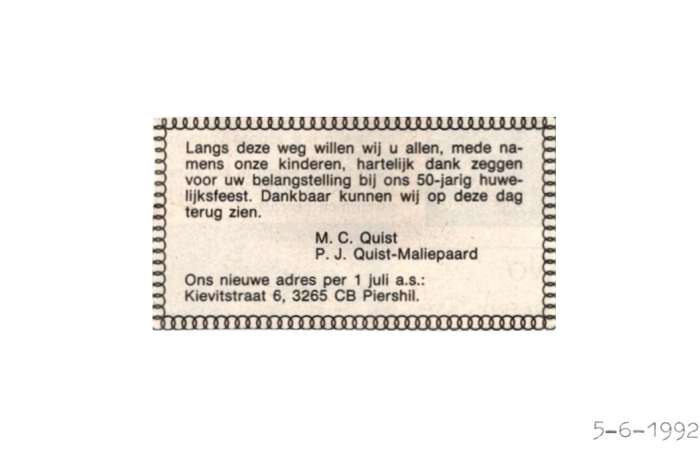 Langs deze weg willen wij u allen, mede na-
mens onze kinderen, hartelijk dank zeggen
voor uw belangstelling bij ons 50-jarig huwe-
lijksfeest. Dankbaar kunnen wij op deze dag
terug zien.
M. C. Quist
P. J. Quist-Maliepaard
Ons nieuwe adres per 1 juli a.s.:
Kievitstraat 6, 3265 CB Piershil.
5-6-1992